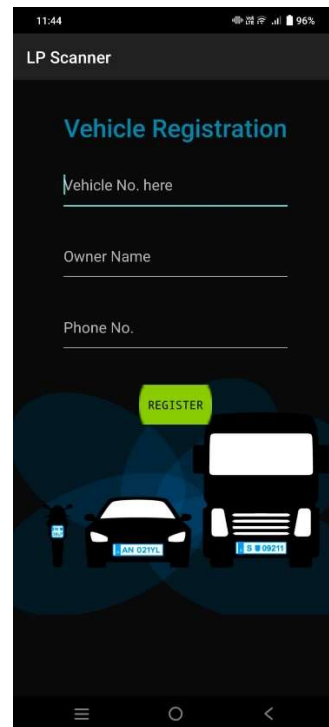 11:44
96%
LP Scanner
Vehicle Registration
Vehicle No. here
Owner Name
Phone No.
REGISTER
AN 021YL
09211